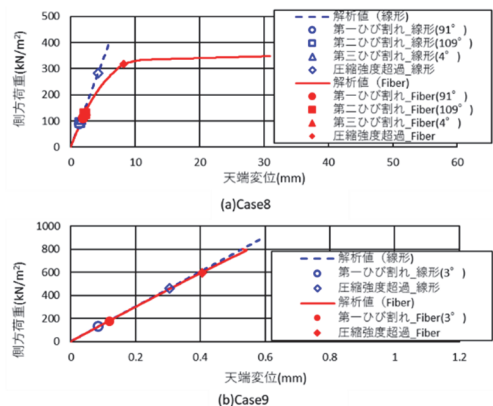 500
400
300
200
100
0
側方荷重(kN/m²)
0 10 20 30 40 50 60
天端変位(mm)
解析値（線形）
第一ひび割れ_線形(91°)
第二ひび割れ_線形(109°)
第三ひび割れ_線形(4°)
圧縮強度超過_線形
解析値(Fiber)
第一ひび割れ_Fiber(91°)
第二ひび割れ_Fiber(109°)
第三ひび割れ_Fiber(4°)
圧縮強度超過_Fiber
(a)Case8
1000
800
600
400
200
0
側方荷重(kN/m²)
0 0.2 0.4 0.6 0.8 1 1.2
天端変位(mm)
解析値（線形）
第一ひび割れ_線形(3°)
圧縮強度超過_線形
解析値(Fiber)
第一ひび割れ_Fiber(3°)
圧縮強度超過_Fiber
(b)Case9